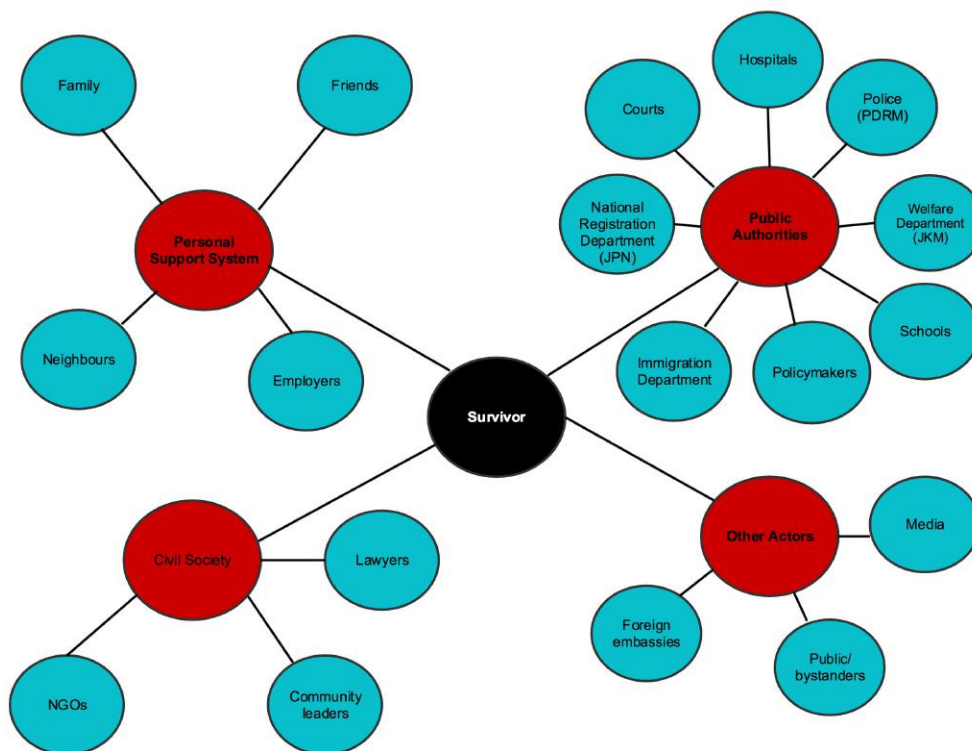 Family
Friends
Personal
Support System
Neighbours
Employers
Hospitals
Courts
Police
(PDRM)
National
Registration
Department
(JPN)
Public
Authorities
Welfare
Department
(JKM)
Schools
Immigration
Department
Policymakers
Survivor
Civil Society
Lawyers
NGOs
Community
leaders
Other Actors
Media
Foreign
embassies
Public/
bystanders